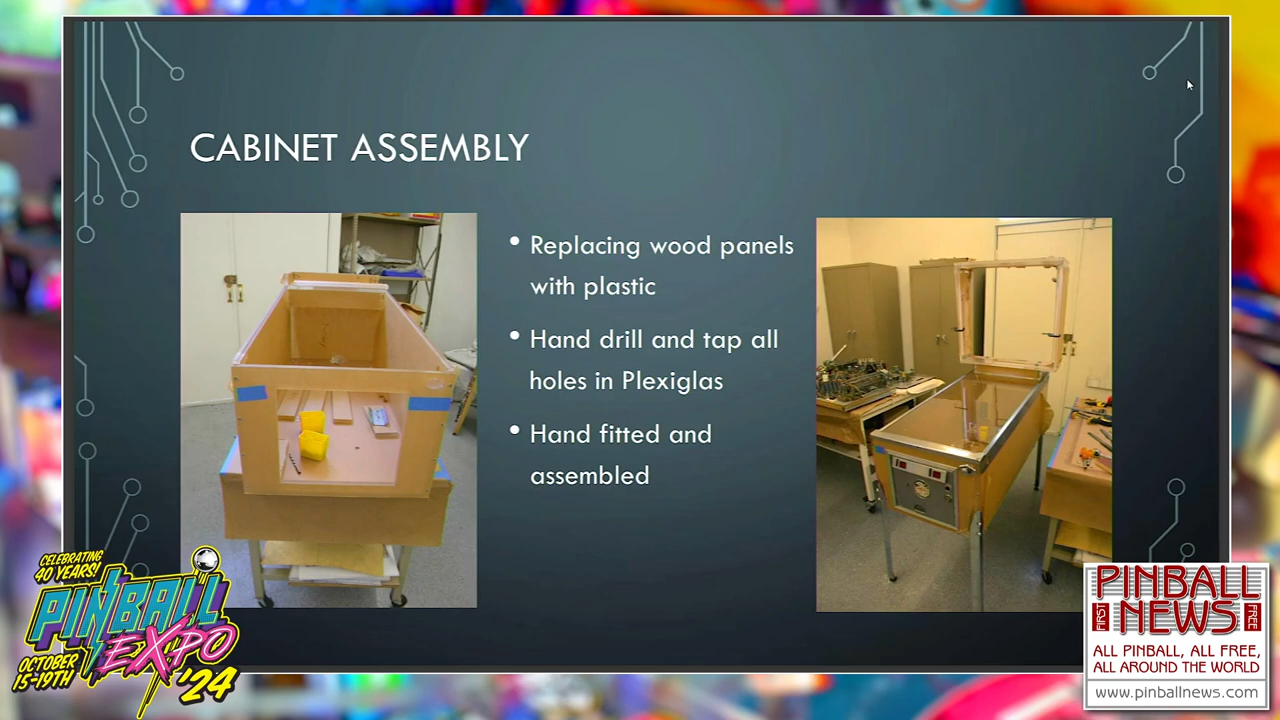 CABINET ASSEMBLY
• Replacing wood panels
with plastic
• Hand drill and tap all
holes in Plexiglas
• Hand fitted and
assembled
CELEBRATING
40 YEARS!
PINBALL
EXPO
OCTOBER
15-19TH
'24
PINBALL
FIRST NEWS FREE
ALL PINBALL, ALL FREE,
ALL AROUND THE WORLD
www.pinballnews.com